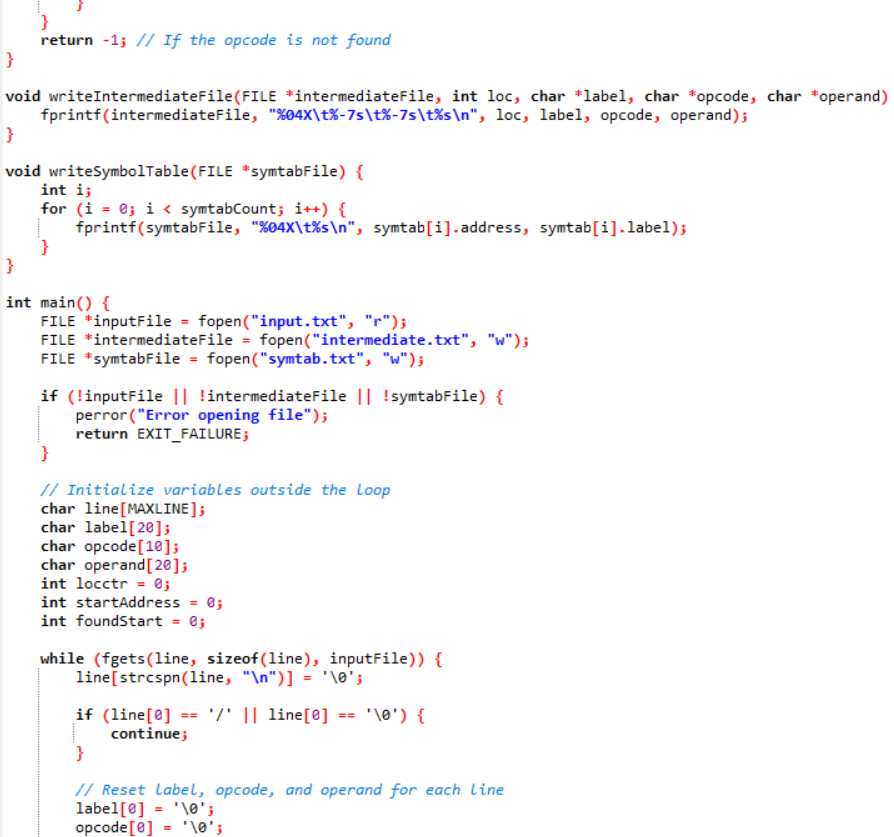 }
    }
    return -1; // If the opcode is not found
}

void writeIntermediateFile(FILE *intermediateFile, int loc, char *label, char *opcode, char *operand)
    fprintf(intermediateFile, "%04X\t%-7s\t%-7s\t%s\n", loc, label, opcode, operand);
}

void writeSymbolTable(FILE *symtabFile) {
    int i;
    for (i = 0; i < symtabCount; i++) {
        fprintf(symtabFile, "%04X\t%s\n", symtab[i].address, symtab[i].label);
    }
}

int main() {
    FILE *inputFile = fopen("input.txt", "r");
    FILE *intermediateFile = fopen("intermediate.txt", "w");
    FILE *symtabFile = fopen("symtab.txt", "w");

    if (!inputFile || !intermediateFile || !symtabFile) {
        perror("Error opening file");
        return EXIT_FAILURE;
    }

    // Initialize variables outside the loop
    char line[MAXLINE];
    char label[20];
    char opcode[10];
    char operand[20];
    int locctr = 0;
    int startAddress = 0;
    int foundStart = 0;

    while (fgets(line, sizeof(line), inputFile)) {
        line[strcspn(line, "\n")] = '\0';

        if (line[0] == '/' || line[0] == '\0') {
            continue;
        }

        // Reset label, opcode, and operand for each line
        label[0] = '\0';
        opcode[0] = '\0';